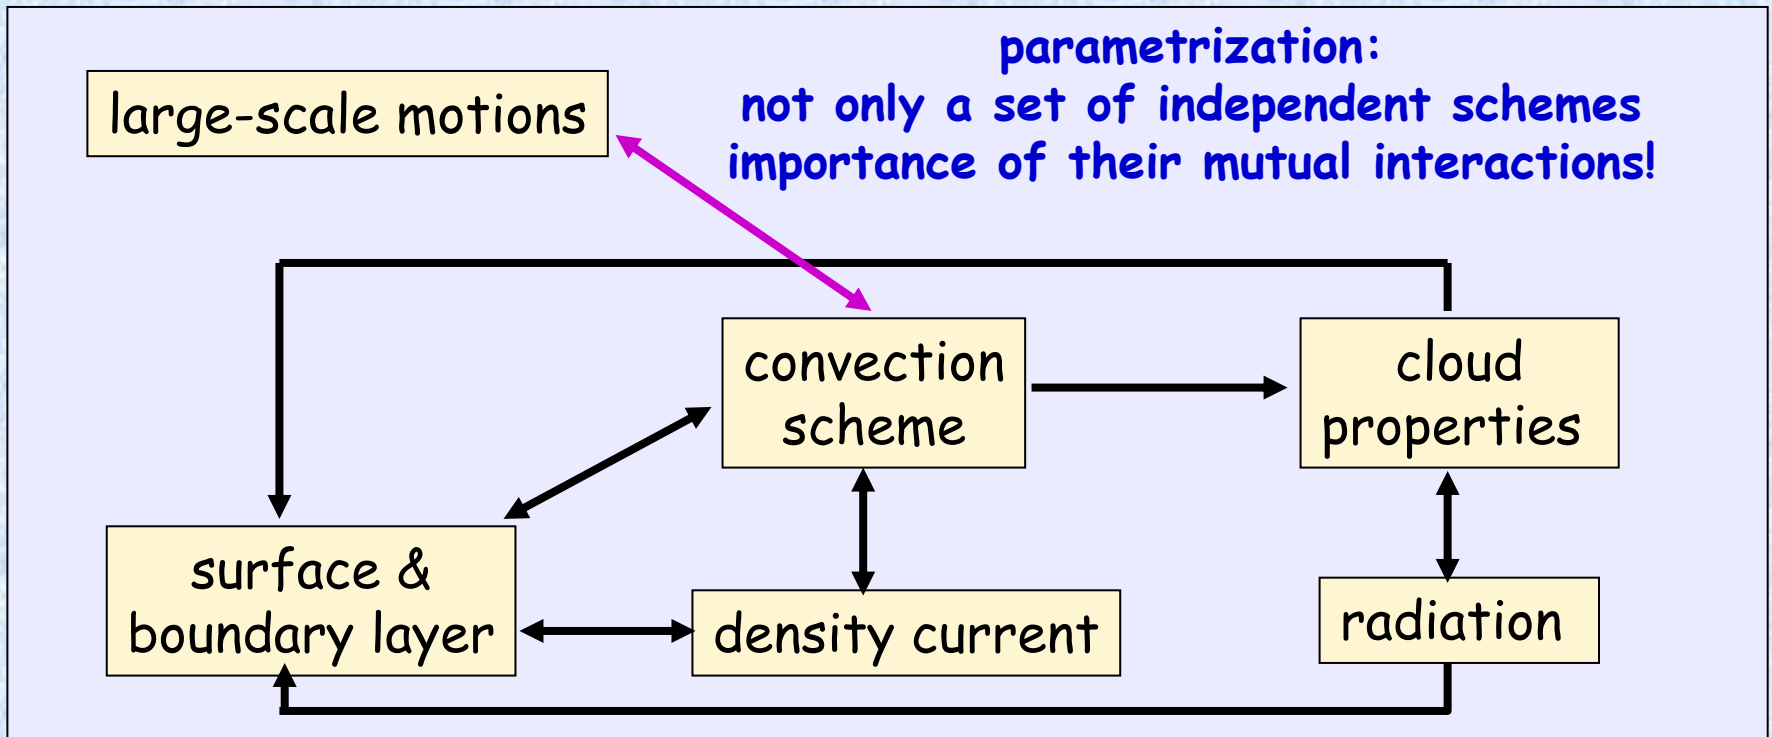 parametrization:
not only a set of independent schemes
importance of their mutual interactions!
large-scale motions
convection
scheme
cloud
properties
surface &
boundary layer
density current
radiation